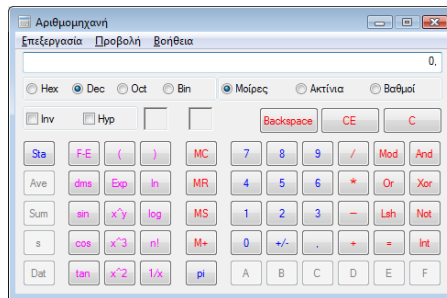 Αριθμομηχανή
Επεξεργασία Προβολή Βοήθεια
0,
Hex Dec Oct Bin Μοίρες Ακτίνια Βαθμοί
Inv Hyp Backspace CE C
Sta F-E ( ) MC 7 8 9 / Mod And
Ave dms Exp ln MR 4 5 6 * Or Xor
Sum sin x^y log MS 1 2 3 - Lsh Not
s cos x^3 n! M+ 0 +/- , + = Int
Dat tan x^2 1/x pi A B C D E F